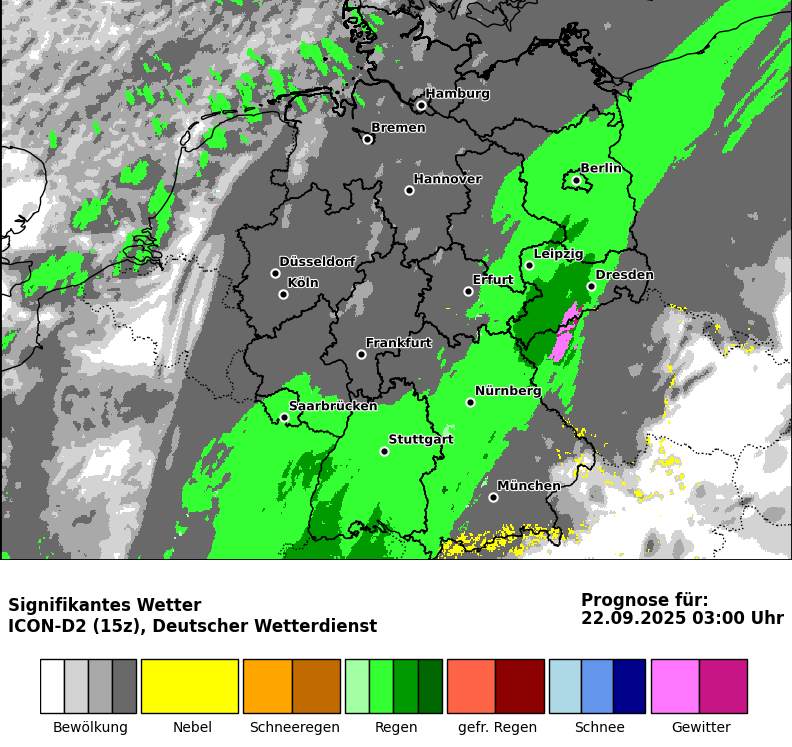 Hamburg
Bremen
Berlin
Hannover
Leipzig
Düsseldorf
Dresden
Köln
Erfurt
Frankfurt
Nürnberg
Saarbrücken
Stuttgart
München
Signifikantes Wetter
ICON-D2 (15z), Deutscher Wetterdienst
Prognose für:
22.09.2025 03:00 Uhr
Bewölkung
Nebel
Schneeregen
Regen
gefr. Regen
Schnee
Gewitter